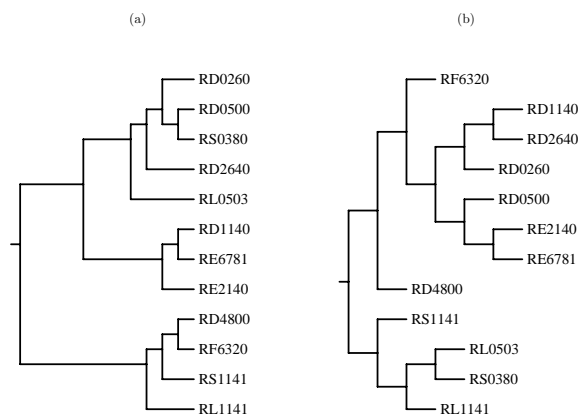 (a)
RD0260
RD0500
RS0380
RD2640
RL0503
RD1140
RE6781
RE2140
RD4800
RF6320
RS1141
RL1141
(b)
RF6320
RD1140
RD2640
RD0260
RD0500
RE2140
RE6781
RD4800
RS1141
RL0503
RS0380
RL1141